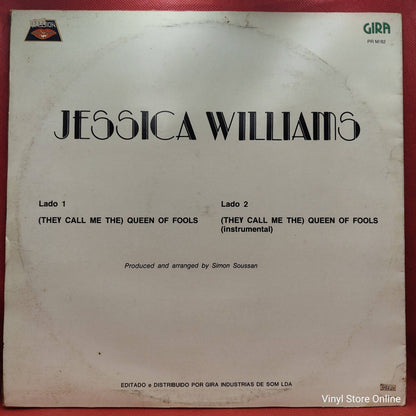 GIRA
PR M/82
JESSICA WILLIAMS
Lado 1
(THEY CALL ME THE) QUEEN OF FOOLS
Lado 2
(THEY CALL ME THE) QUEEN OF FOOLS
(instrumental)
Produced and arranged by Simon Soussan
EDITADO e DISTRIBUIDO POR GIRA INDUSTRIAS DE SOM LDA
Vinyl Store Online